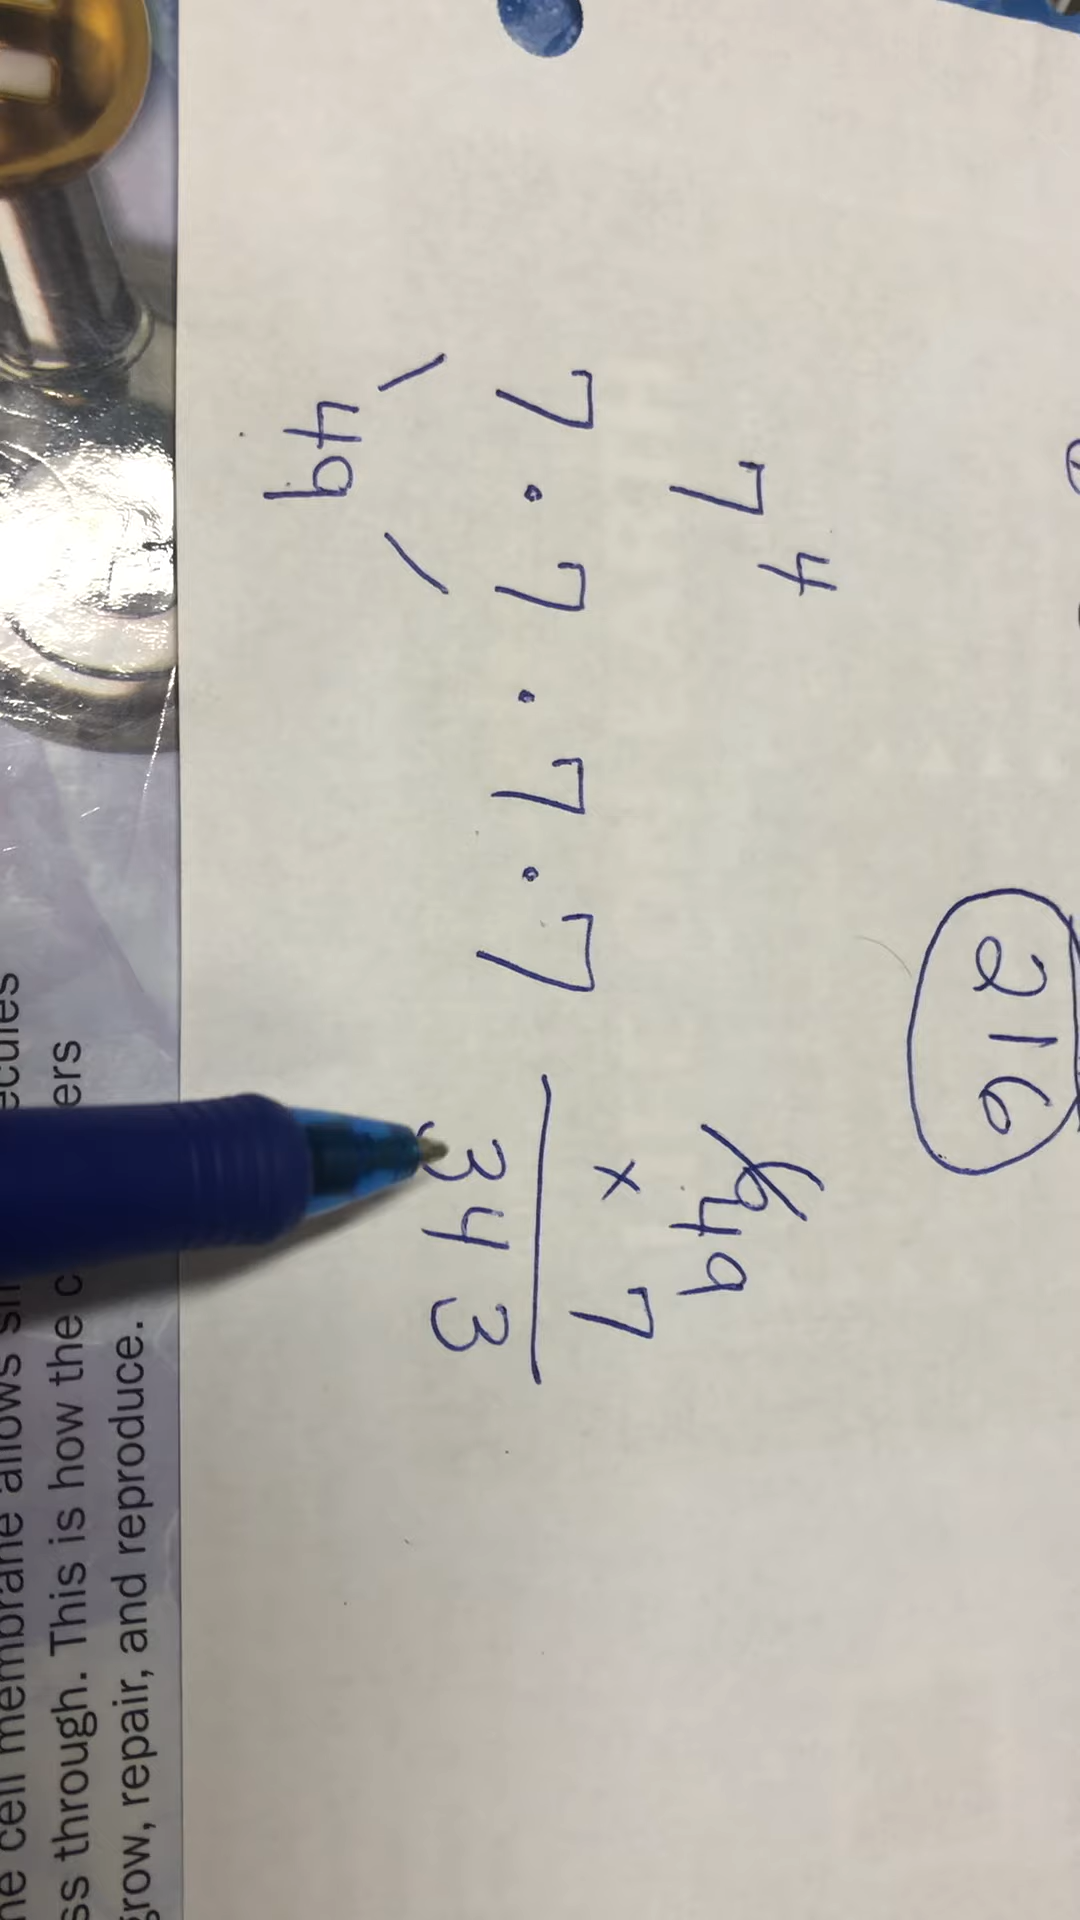 216
7⁴
7 · 7 · 7 · 7
49
49
× 7
343
ecules
ers
cell membrane allows
ss through. This is how the
grow, repair, and reproduce.